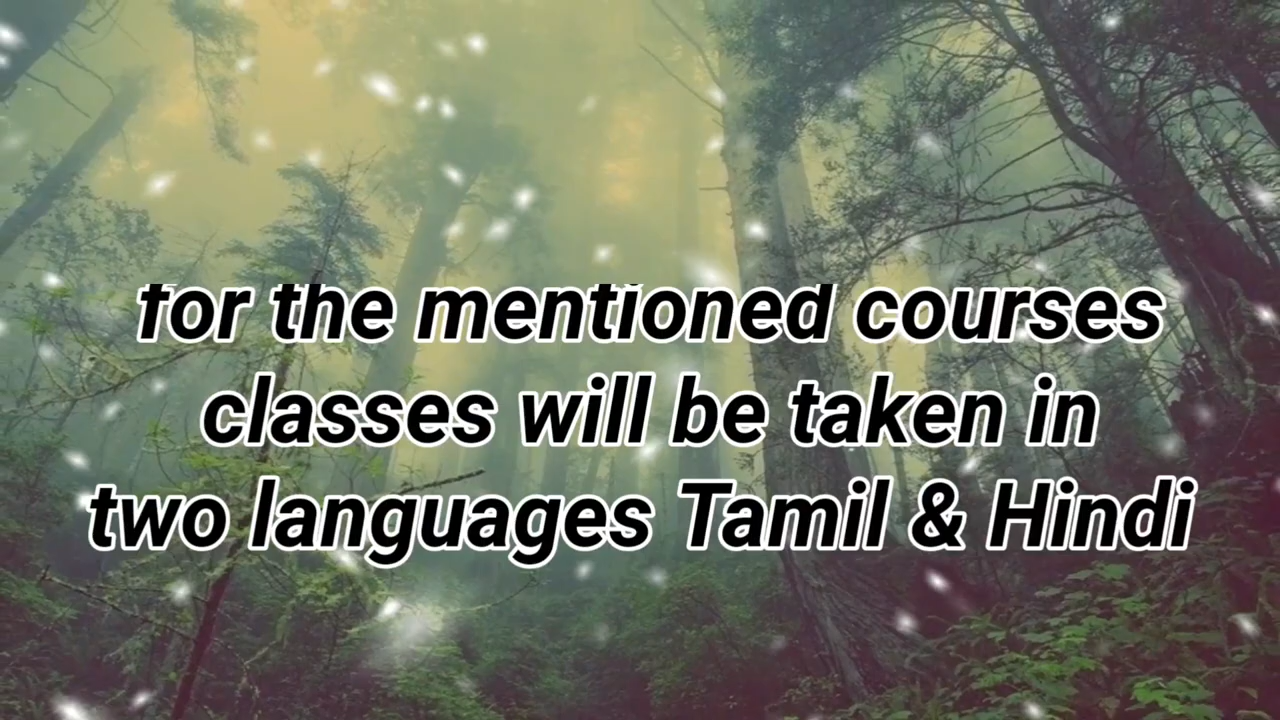 for the mentioned courses
classes will be taken in
two languages Tamil & Hindi